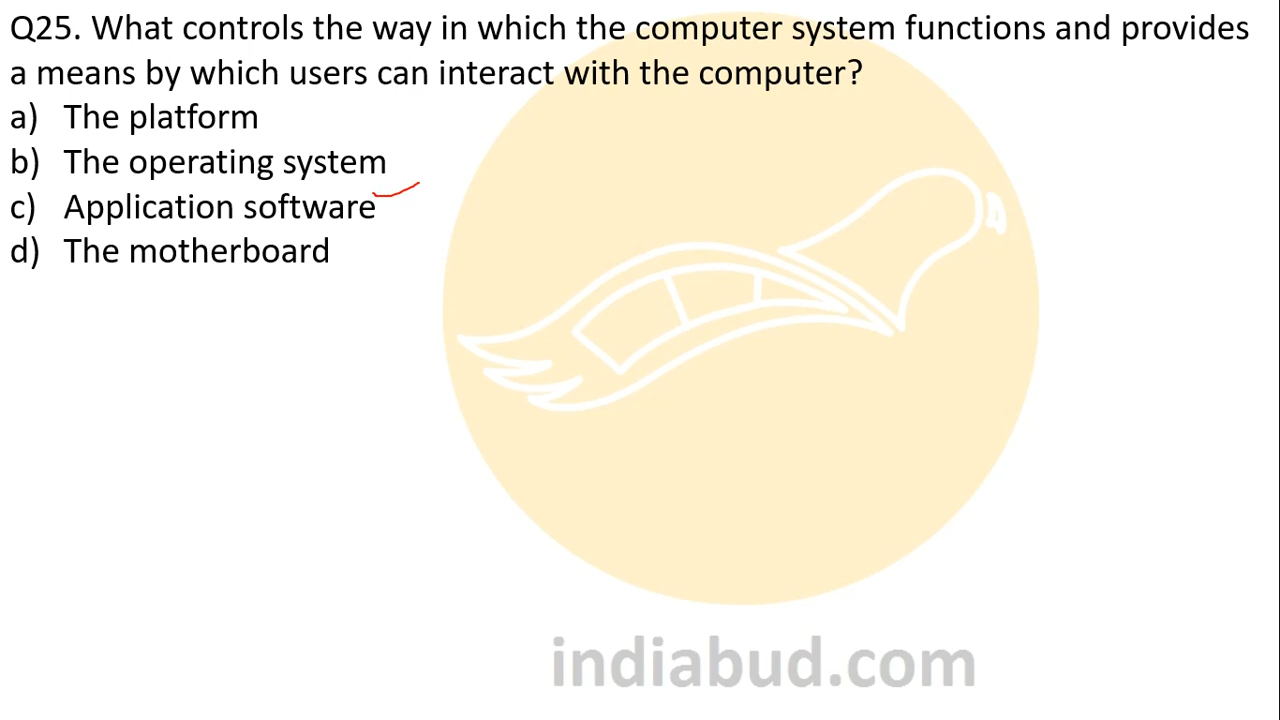 Q25. What controls the way in which the computer system functions and provides
a means by which users can interact with the computer?
a) The platform
b) The operating system
c) Application software
d) The motherboard
indiabud.com